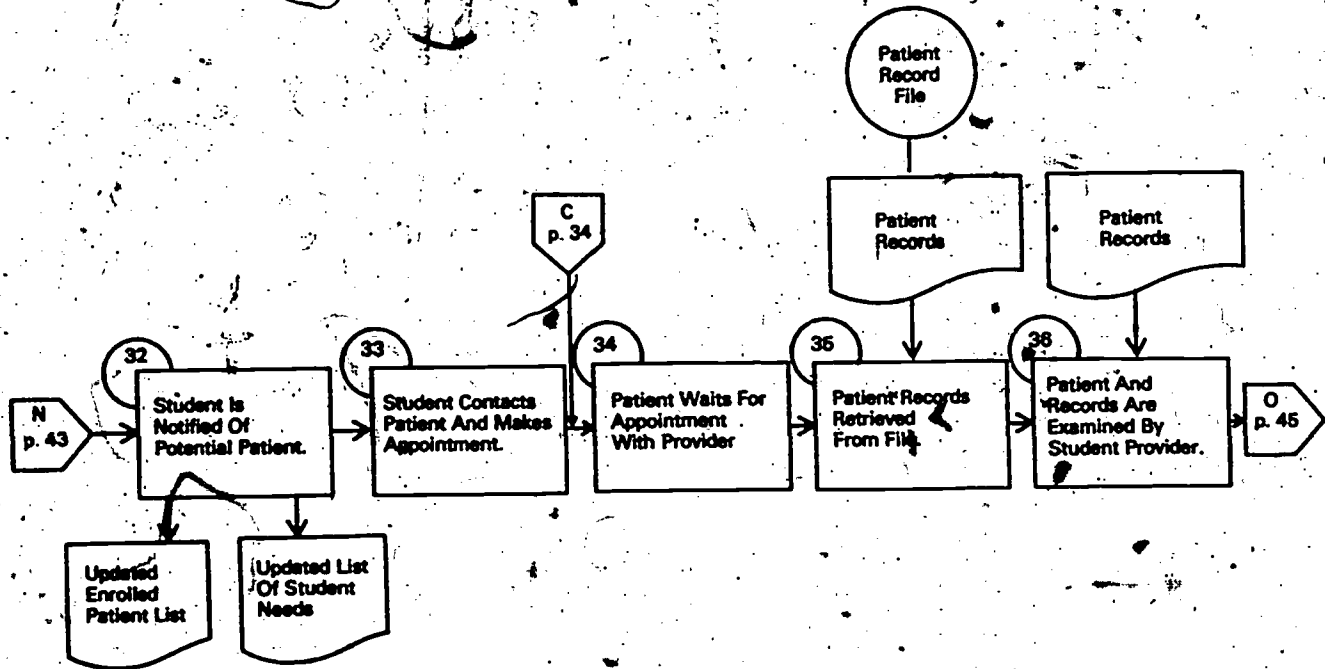 Patient
Record
File
Patient
Records
Patient
Records
C
p. 34
32
33
34
35
36
N
p. 43
Student Is
Notified Of
Potential Patient.
Student Contacts
Patient And Makes
Appointment.
Patient Waits For
Appointment
With Provider
Patient Records
Retrieved
From File.
Patient And
Records Are
Examined By
Student Provider.
O
p. 45
Updated
Enrolled
Patient List
Updated List
Of Student
Needs